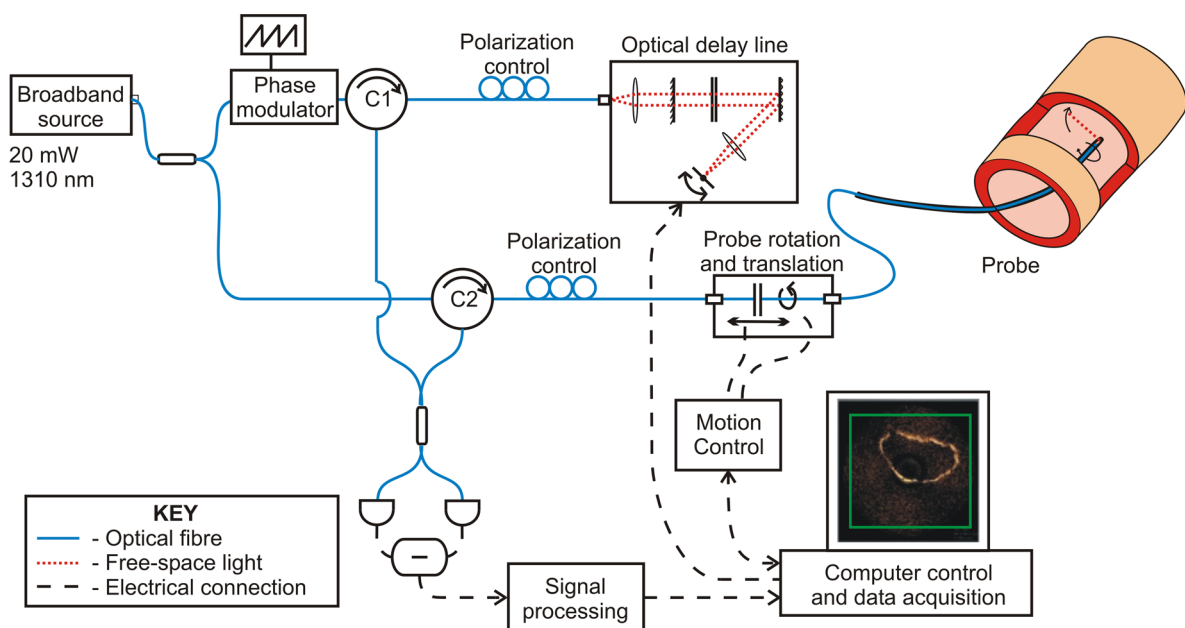 Broadband
source
20 mW
1310 nm
Phase
modulator
C1
Polarization
control
Optical delay line
C2
Polarization
control
Probe rotation
and translation
Probe
Motion
Control
KEY
- Optical fibre
- Free-space light
- Electrical connection
–
Signal
processing
Computer control
and data acquisition